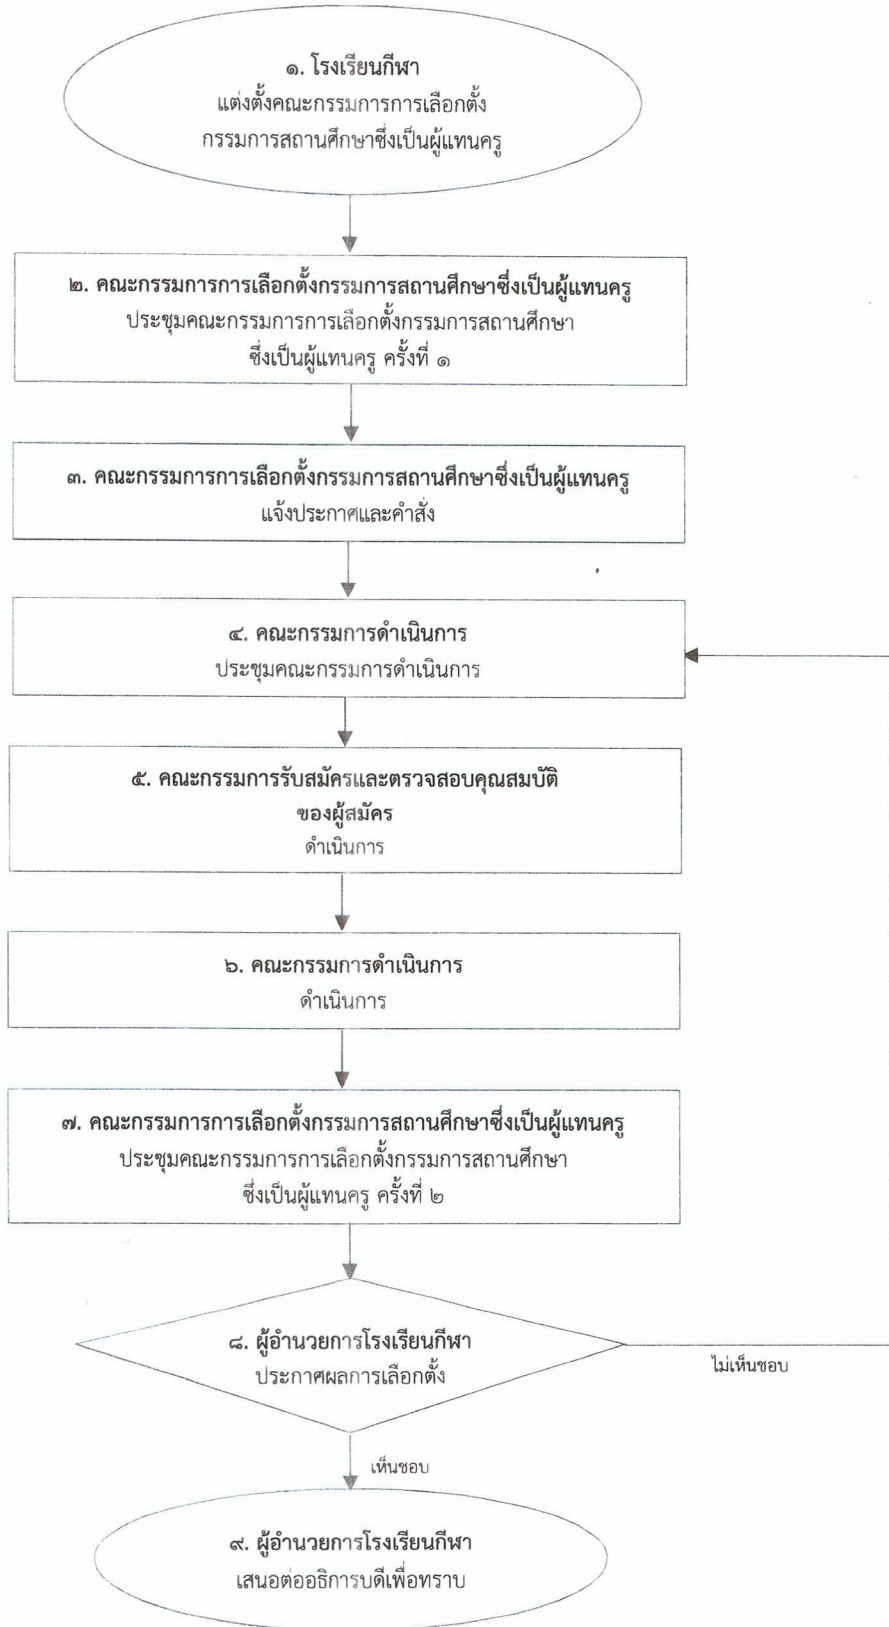 ๑. โรงเรียนกีฬา
แต่งตั้งคณะกรรมการการเลือกตั้ง
กรรมการสถานศึกษาซึ่งเป็นผู้แทนครู
๒. คณะกรรมการการเลือกตั้งกรรมการสถานศึกษาซึ่งเป็นผู้แทนครู
ประชุมคณะกรรมการการเลือกตั้งกรรมการสถานศึกษา
ซึ่งเป็นผู้แทนครู ครั้งที่ ๑
๓. คณะกรรมการการเลือกตั้งกรรมการสถานศึกษาซึ่งเป็นผู้แทนครู
แจ้งประกาศและคำสั่ง
๔. คณะกรรมการดำเนินการ
ประชุมคณะกรรมการดำเนินการ
๕. คณะกรรมการรับสมัครและตรวจสอบคุณสมบัติ
ของผู้สมัคร
ดำเนินการ
๖. คณะกรรมการดำเนินการ
ดำเนินการ
๗. คณะกรรมการการเลือกตั้งกรรมการสถานศึกษาซึ่งเป็นผู้แทนครู
ประชุมคณะกรรมการการเลือกตั้งกรรมการสถานศึกษา
ซึ่งเป็นผู้แทนครู ครั้งที่ ๒
๘. ผู้อำนวยการโรงเรียนกีฬา
ประกาศผลการเลือกตั้ง
ไม่เห็นชอบ
เห็นชอบ
๙. ผู้อำนวยการโรงเรียนกีฬา
เสนอต่ออธิการบดีเพื่อทราบ